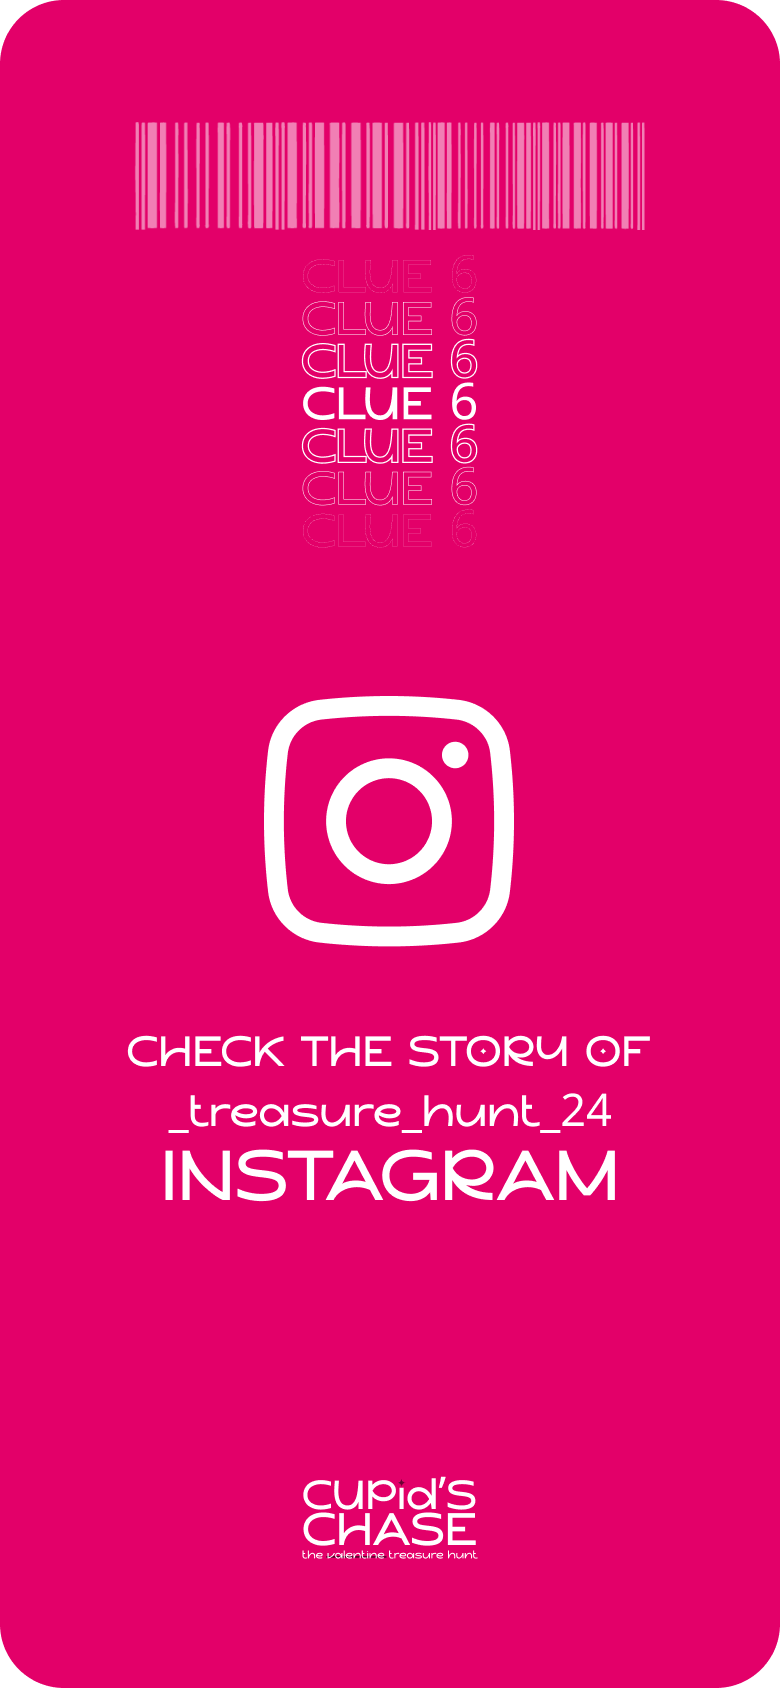 CLUE 6
CLUE 6
CLUE 6
CLUE 6
CLUE 6
CLUE 6
CLUE 6
CHECK THE STORY OF
_treasure_hunt_24
INSTAGRAM
CUPID'S
CHASE
the valentine treasure hunt